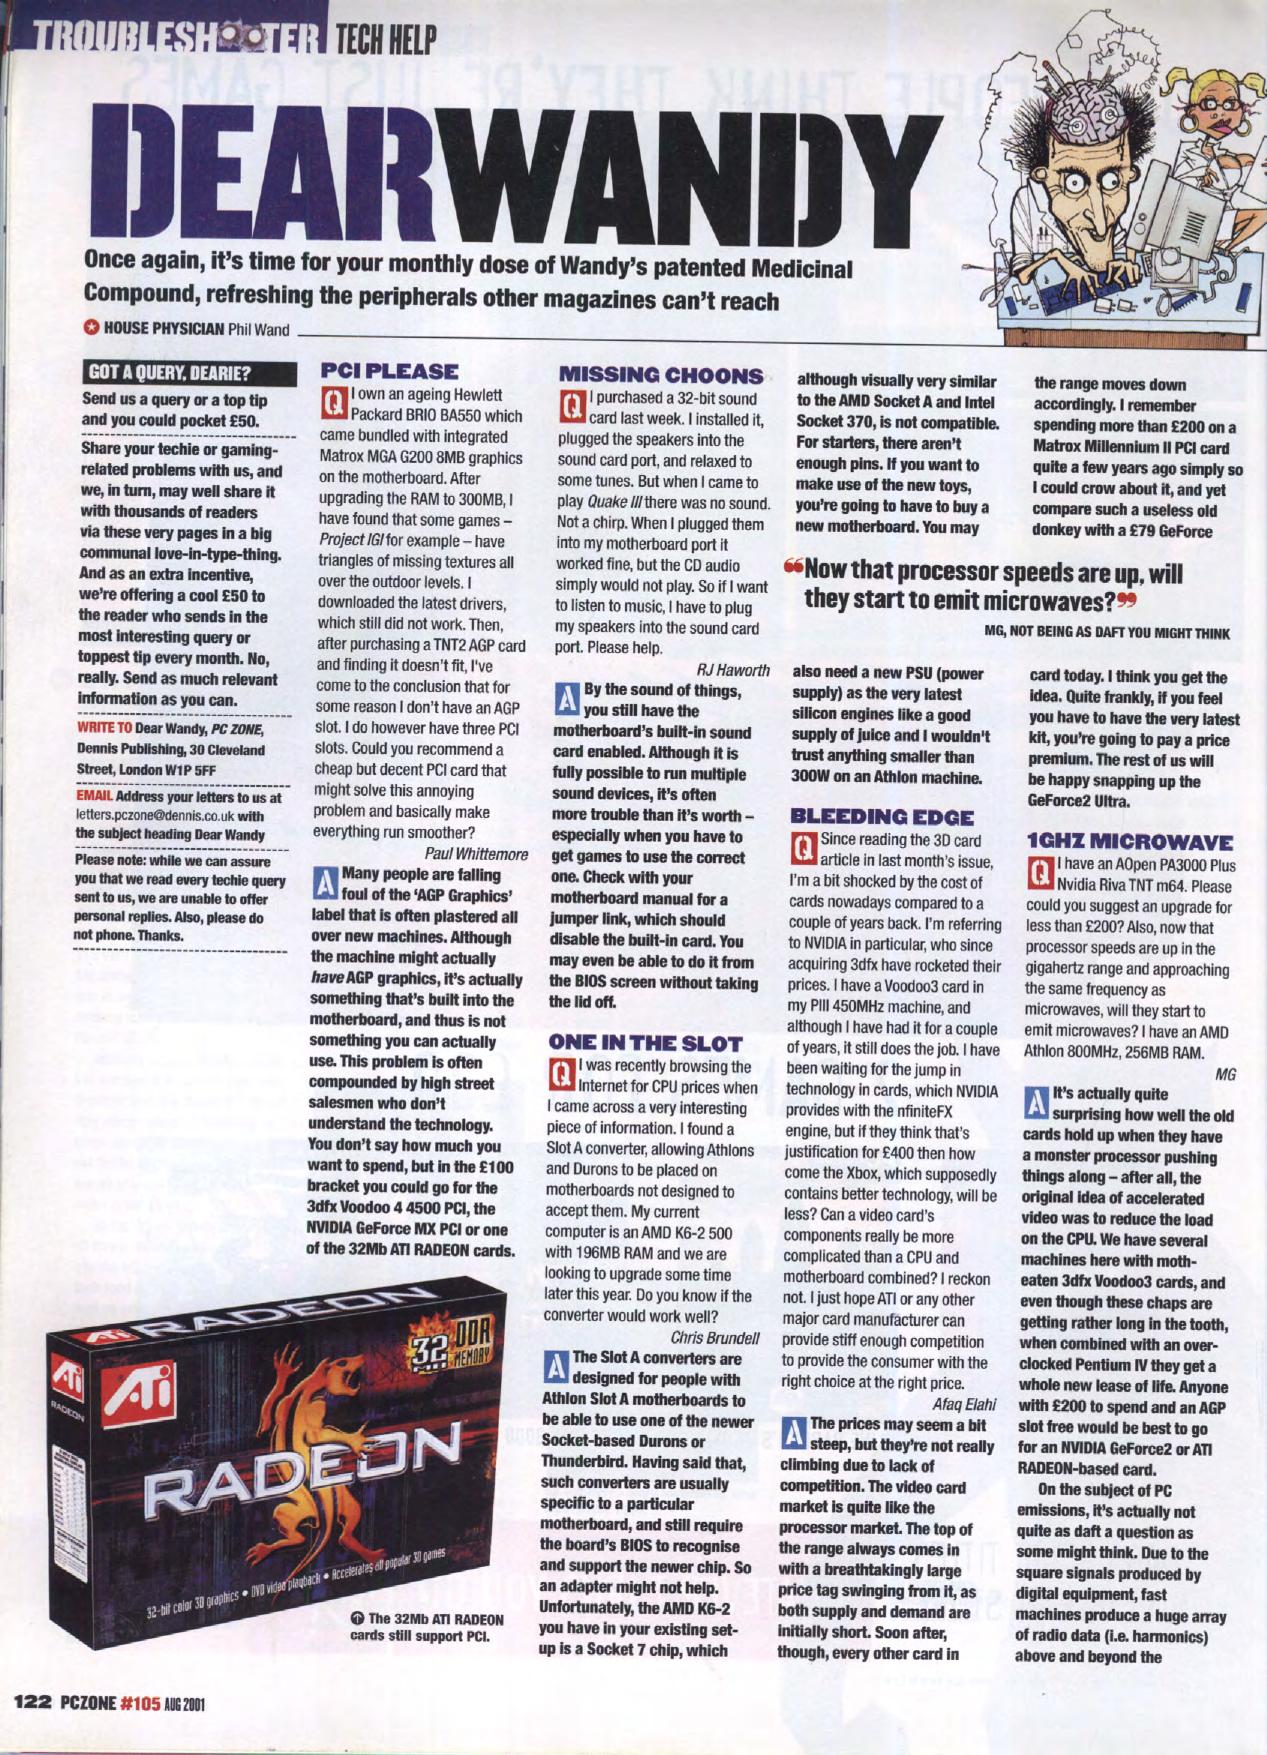 TROUBLESHOOTER TECH HELP
DEARWANDY
Once again, it's time for your monthly dose of Wandy's patented Medicinal
Compound, refreshing the peripherals other magazines can't reach
HOUSE PHYSICIAN Phil Wand
GOT A QUERY, DEARIE?
Send us a query or a top tip
and you could pocket £50.
Share your techie or gaming-
related problems with us, and
we, in turn, may well share it
with thousands of readers
via these very pages in a big
communal love-in-type-thing.
And as an extra incentive,
we're offering a cool £50 to
the reader who sends in the
most interesting query or
toppest tip every month. No,
really. Send as much relevant
information as you can.
WRITE TO Dear Wandy, PC ZONE,
Dennis Publishing, 30 Cleveland
Street, London W1P 5FF
EMAIL Address your letters to us at
letters.pczone@dennis.co.uk with
the subject heading Dear Wandy
Please note: while we can assure
you that we read every techie query
sent to us, we are unable to offer
personal replies. Also, please do
not phone. Thanks.
PCI PLEASE
Q I own an ageing Hewlett
Packard BRIO BA550 which
came bundled with integrated
Matrox MGA G200 8MB graphics
on the motherboard. After
upgrading the RAM to 300MB, I
have found that some games –
Project IGI for example – have
triangles of missing textures all
over the outdoor levels. I
downloaded the latest drivers,
which still did not work. Then,
after purchasing a TNT2 AGP card
and finding it doesn't fit, I've
come to the conclusion that for
some reason I don't have an AGP
slot. I do however have three PCI
slots. Could you recommend a
cheap but decent PCI card that
might solve this annoying
problem and basically make
everything run smoother?
Paul Whittemore
A Many people are falling
foul of the 'AGP Graphics'
label that is often plastered all
over new machines. Although
the machine might actually
have AGP graphics, it's actually
something that's built into the
motherboard, and thus is not
something you can actually
use. This problem is often
compounded by high street
salesmen who don't
understand the technology.
You don't say how much you
want to spend, but in the £100
bracket you could go for the
3dfx Voodoo 4 4500 PCI, the
NVIDIA GeForce MX PCI or one
of the 32Mb ATI RADEON cards.
RADEON
ATI
RADEON
ATI
32 DDR
MEMORY
RADEON
32-bit color 3D graphics • DVD video playback • Accelerates all popular 3D games
The 32Mb ATI RADEON
cards still support PCI.
MISSING CHOONS
Q I purchased a 32-bit sound
card last week. I installed it,
plugged the speakers into the
sound card port, and relaxed to
some tunes. But when I came to
play Quake III there was no sound.
Not a chirp. When I plugged them
into my motherboard port it
worked fine, but the CD audio
simply would not play. So if I want
to listen to music, I have to plug
my speakers into the sound card
port. Please help.
RJ Haworth
A By the sound of things,
you still have the
motherboard's built-in sound
card enabled. Although it is
fully possible to run multiple
sound devices, it's often
more trouble than it's worth –
especially when you have to
get games to use the correct
one. Check with your
motherboard manual for a
jumper link, which should
disable the built-in card. You
may even be able to do it from
the BIOS screen without taking
the lid off.
ONE IN THE SLOT
Q I was recently browsing the
Internet for CPU prices when
I came across a very interesting
piece of information. I found a
Slot A converter, allowing Athlons
and Durons to be placed on
motherboards not designed to
accept them. My current
computer is an AMD K6-2 500
with 196MB RAM and we are
looking to upgrade some time
later this year. Do you know if the
converter would work well?
Chris Brundell
A The Slot A converters are
designed for people with
Athlon Slot A motherboards to
be able to use one of the newer
Socket-based Durons or
Thunderbird. Having said that,
such converters are usually
specific to a particular
motherboard, and still require
the board's BIOS to recognise
and support the newer chip. So
an adapter might not help.
Unfortunately, the AMD K6-2
you have in your existing set-
up is a Socket 7 chip, which
although visually very similar
to the AMD Socket A and Intel
Socket 370, is not compatible.
For starters, there aren't
enough pins. If you want to
make use of the new toys,
you're going to have to buy a
new motherboard. You may
also need a new PSU (power
supply) as the very latest
silicon engines like a good
supply of juice and I wouldn't
trust anything smaller than
300W on an Athlon machine.
“Now that processor speeds are up, will
they start to emit microwaves?”
MG, NOT BEING AS DAFT YOU MIGHT THINK
BLEEDING EDGE
Q Since reading the 3D card
article in last month's issue,
I'm a bit shocked by the cost of
cards nowadays compared to a
couple of years back. I'm referring
to NVIDIA in particular, who since
acquiring 3dfx have rocketed their
prices. I have a Voodoo3 card in
my PIII 450MHz machine, and
although I have had it for a couple
of years, it still does the job. I have
been waiting for the jump in
technology in cards, which NVIDIA
provides with the nfiniteFX
engine, but if they think that's
justification for £400 then how
come the Xbox, which supposedly
contains better technology, will be
less? Can a video card's
components really be more
complicated than a CPU and
motherboard combined? I reckon
not. I just hope ATI or any other
major card manufacturer can
provide stiff enough competition
to provide the consumer with the
right choice at the right price.
Afaq Elahi
A The prices may seem a bit
steep, but they're not really
climbing due to lack of
competition. The video card
market is quite like the
processor market. The top of
the range always comes in
with a breathtakingly large
price tag swinging from it, as
both supply and demand are
initially short. Soon after,
though, every other card in
the range moves down
accordingly. I remember
spending more than £200 on a
Matrox Millennium II PCI card
quite a few years ago simply so
I could crow about it, and yet
compare such a useless old
donkey with a £79 GeForce
card today. I think you get the
idea. Quite frankly, if you feel
you have to have the very latest
kit, you're going to pay a price
premium. The rest of us will
be happy snapping up the
GeForce2 Ultra.
1GHZ MICROWAVE
Q I have an AOpen PA3000 Plus
Nvidia Riva TNT m64. Please
could you suggest an upgrade for
less than £200? Also, now that
processor speeds are up in the
gigahertz range and approaching
the same frequency as
microwaves, will they start to
emit microwaves? I have an AMD
Athlon 800MHz, 256MB RAM.
MG
A It's actually quite
surprising how well the old
cards hold up when they have
a monster processor pushing
things along – after all, the
original idea of accelerated
video was to reduce the load
on the CPU. We have several
machines here with moth-
eaten 3dfx Voodoo3 cards, and
even though these chaps are
getting rather long in the tooth,
when combined with an over-
clocked Pentium IV they get a
whole new lease of life. Anyone
with £200 to spend and an AGP
slot free would be best to go
for an NVIDIA GeForce2 or ATI
RADEON-based card.
On the subject of PC
emissions, it's actually not
quite as daft a question as
some might think. Due to the
square signals produced by
digital equipment, fast
machines produce a huge array
of radio data (i.e. harmonics)
above and beyond the
122 PCZONE #105 AUG 2001